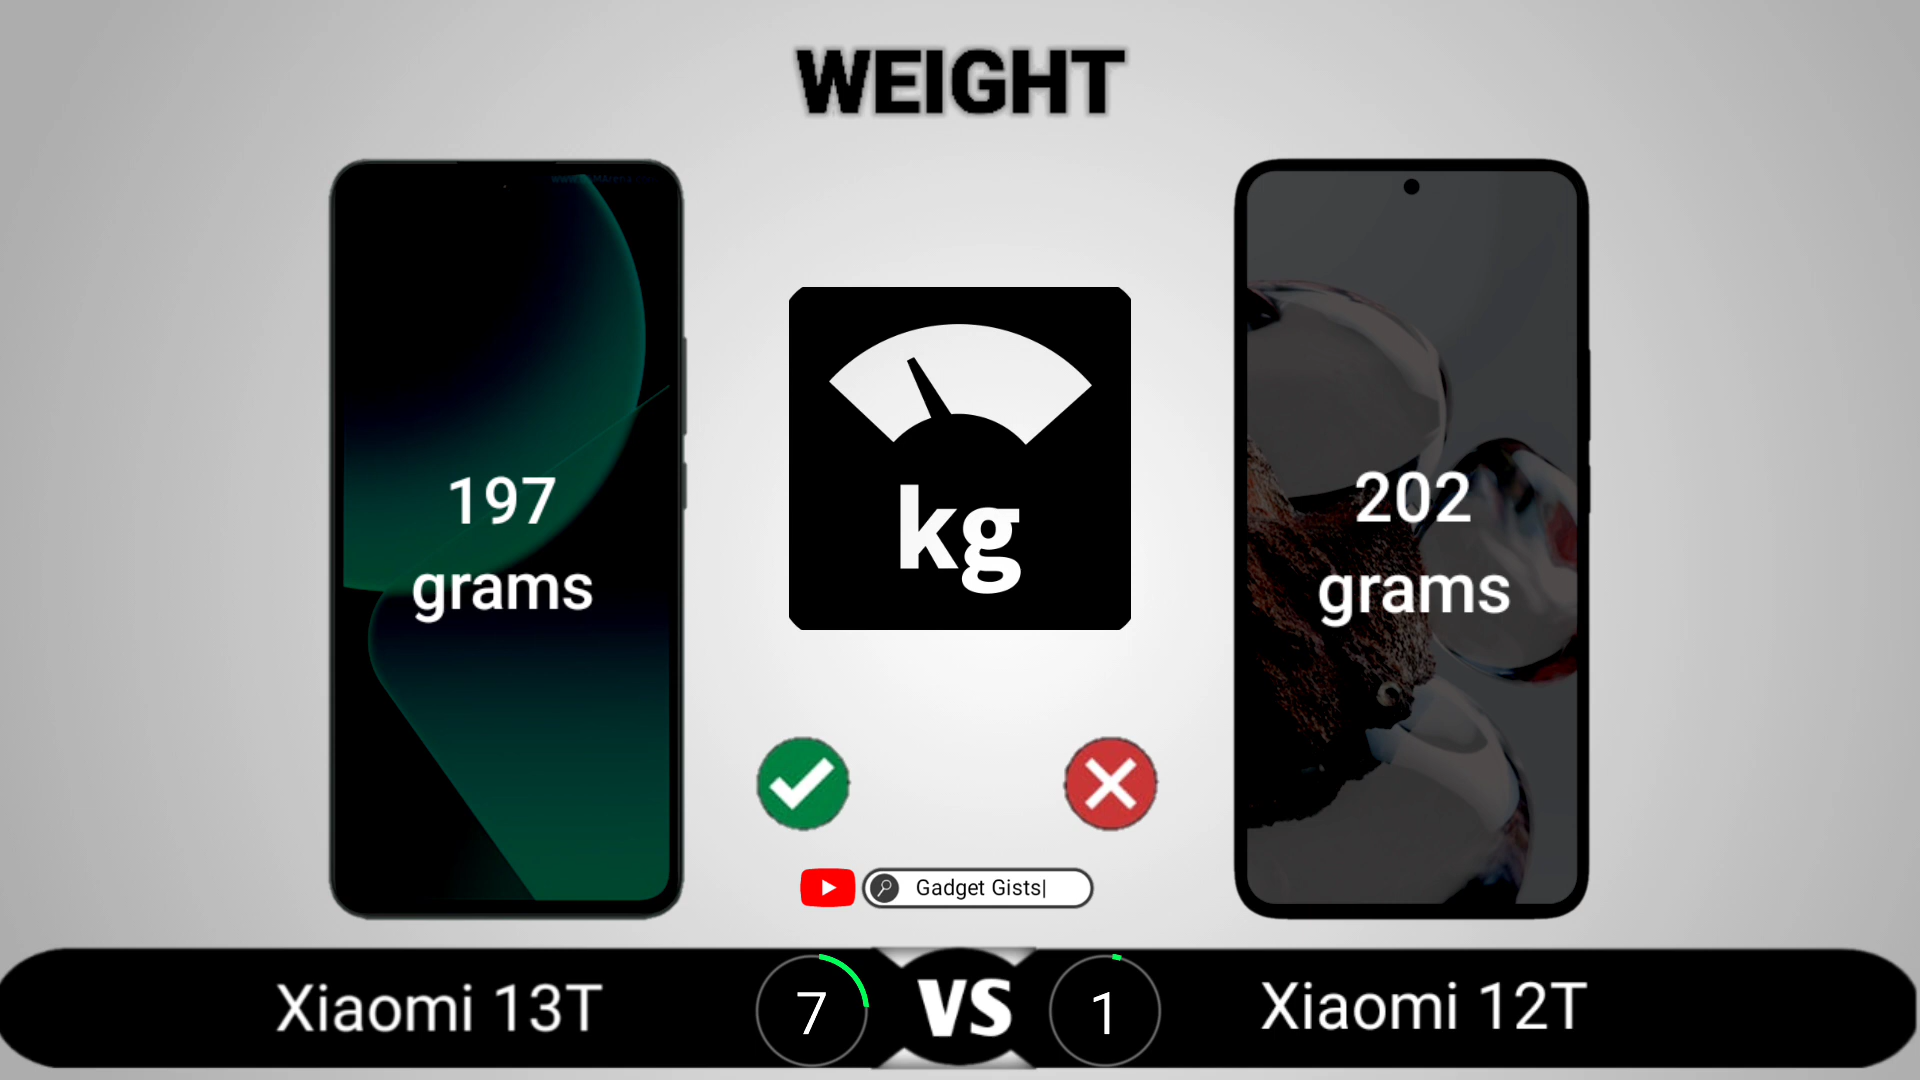 WEIGHT
197
grams
kg
202
grams
Gadget Gists|
Xiaomi 13T
7
VS
1
Xiaomi 12T